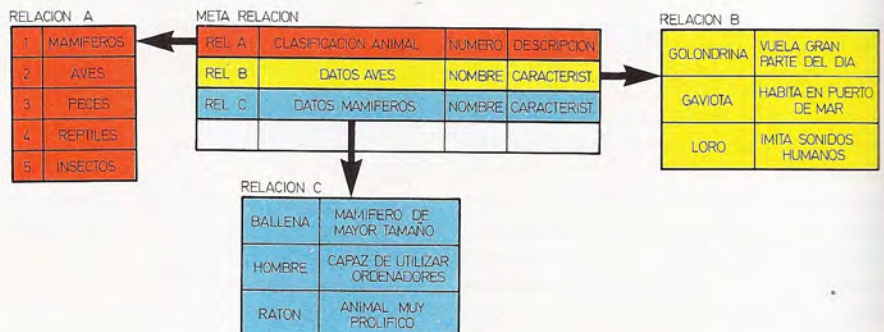 RELACION A
1 MAMIFEROS
2 AVES
3 PECES
4 REPTILES
5 INSECTOS
META RELACION
REL A CLASIFICACION ANIMAL NUMERO DESCRIPCION
REL B DATOS AVES NOMBRE CARACTERIST.
REL C DATOS MAMIFEROS NOMBRE CARACTERIST.
RELACION B
GOLONDRINA VUELA GRAN
PARTE DEL DIA
GAVIOTA HABITA EN PUERTO
DE MAR
LORO IMITA SONIDOS
HUMANOS
RELACION C
BALLENA MAMIFERO DE
MAYOR TAMAÑO
HOMBRE CAPAZ DE UTILIZAR
ORDENADORES
RATON ANIMAL MUY
PROLIFICO